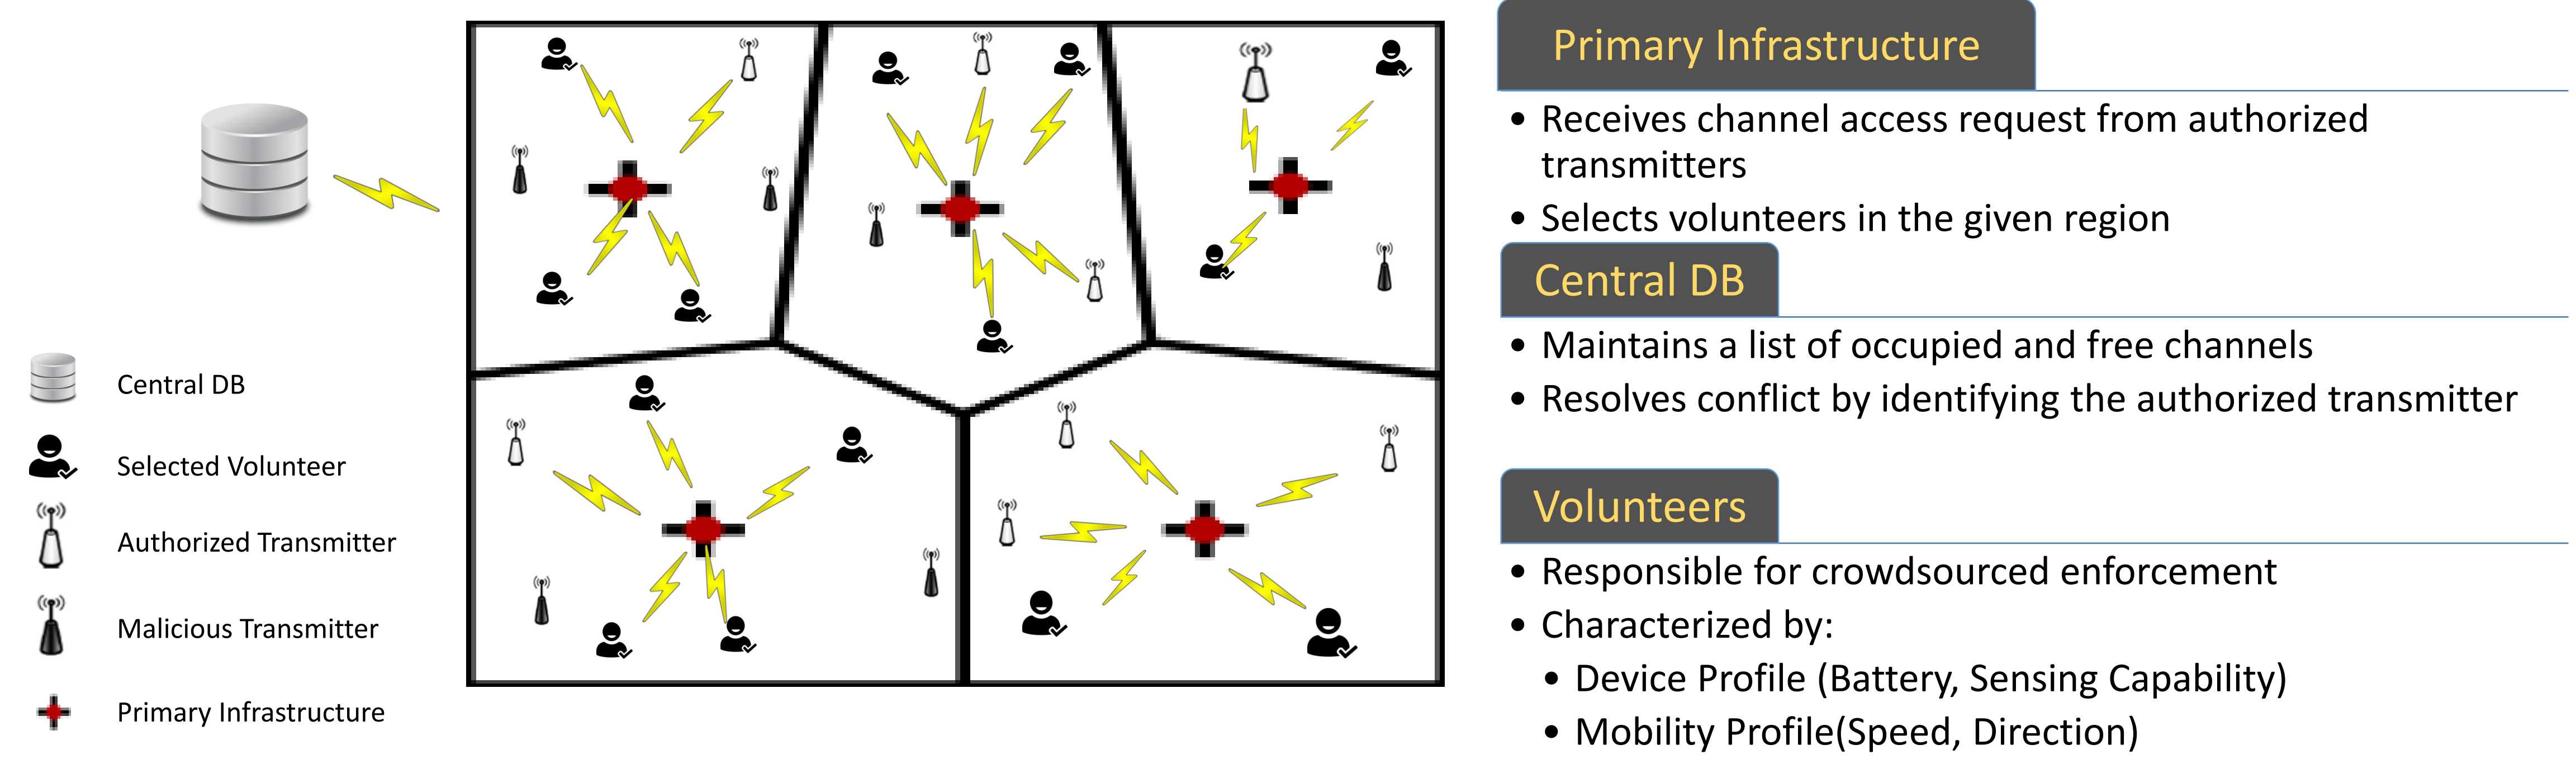 Central DB
Selected Volunteer
Authorized Transmitter
Malicious Transmitter
Primary Infrastructure
Primary Infrastructure
• Receives channel access request from authorized
transmitters
• Selects volunteers in the given region
Central DB
• Maintains a list of occupied and free channels
• Resolves conflict by identifying the authorized transmitter
Volunteers
• Responsible for crowdsourced enforcement
• Characterized by:
• Device Profile (Battery, Sensing Capability)
• Mobility Profile(Speed, Direction)